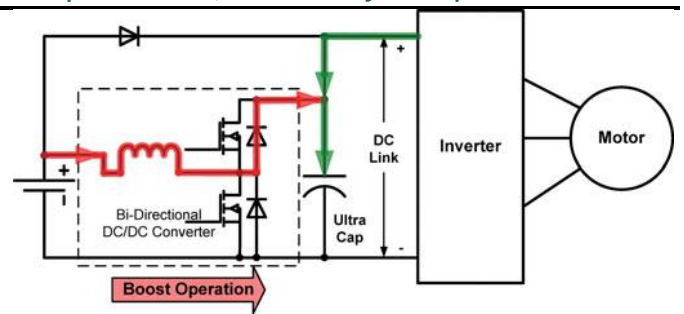 +
-
Bi-Directional
DC/DC Converter
Boost Operation
Ultra
Cap
+
DC
Link
-
Inverter
Motor